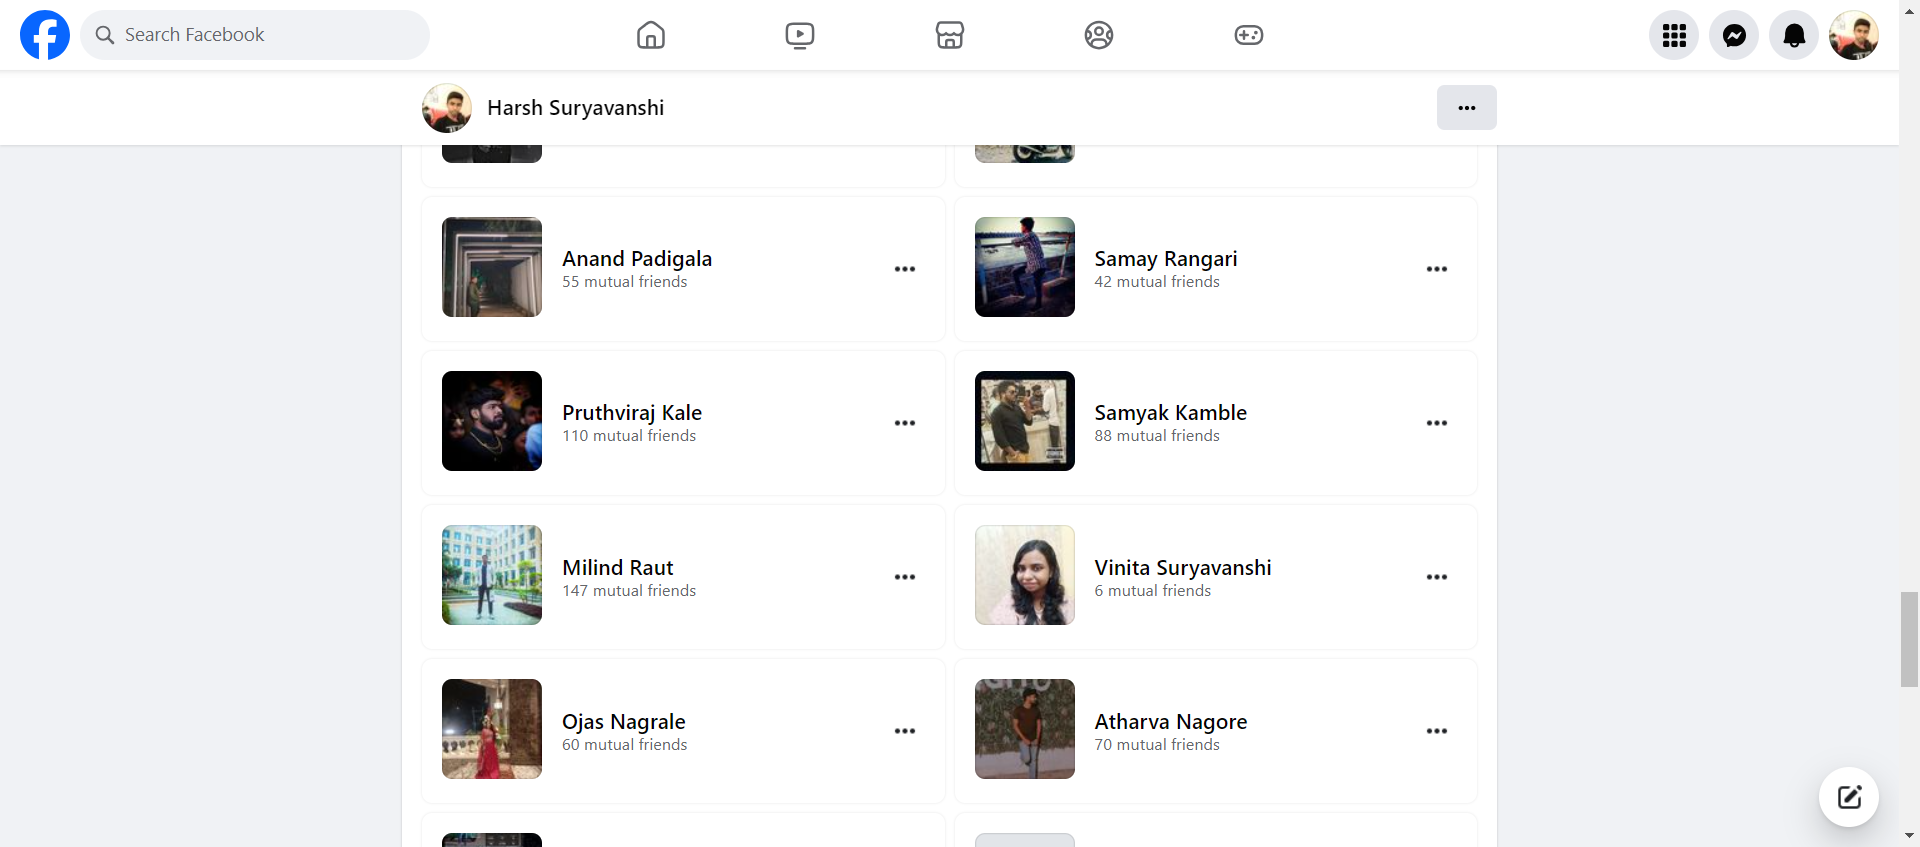 Search Facebook
Harsh Suryavanshi
Anand Padigala
55 mutual friends
Samay Rangari
42 mutual friends
Pruthviraj Kale
110 mutual friends
Samyak Kamble
88 mutual friends
Milind Raut
147 mutual friends
Vinita Suryavanshi
6 mutual friends
Ojas Nagrale
60 mutual friends
Atharva Nagore
70 mutual friends